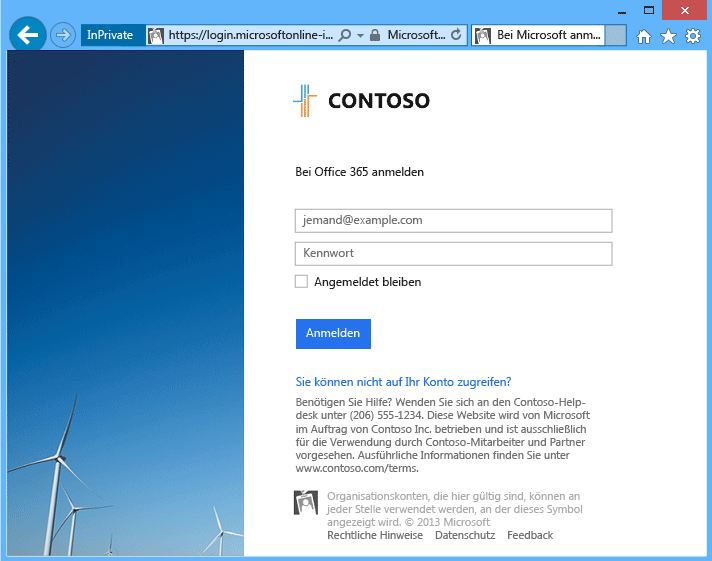 InPrivate
https://login.microsoftonline-i...
Microsoft...
Bei Microsoft anm...
CONTOSO
Bei Office 365 anmelden
jemand@example.com
Kennwort
Angemeldet bleiben
Anmelden
Sie können nicht auf Ihr Konto zugreifen?
Benötigen Sie Hilfe? Wenden Sie sich an den Contoso-Help-
desk unter (206) 555-1234. Diese Website wird von Microsoft
im Auftrag von Contoso Inc. betrieben und ist ausschließlich
für die Verwendung durch Contoso-Mitarbeiter und Partner
vorgesehen. Ausführliche Informationen finden Sie unter
www.contoso.com/terms.
Organisationskonten, die hier gültig sind, können an
jeder Stelle verwendet werden, an der dieses Symbol
angezeigt wird. © 2013 Microsoft
Rechtliche Hinweise Datenschutz Feedback